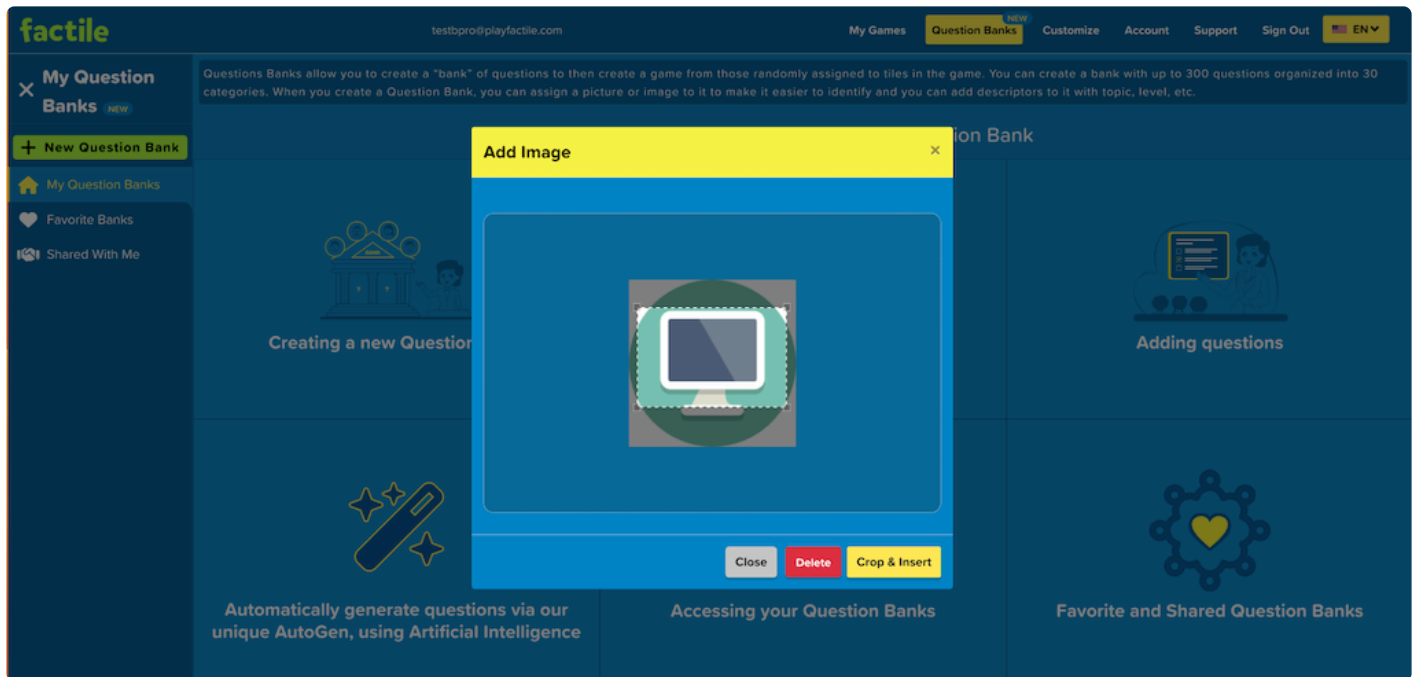 factile
testbpro@playfactile.com
My Games
Question Banks
NEW
Customize
Account
Support
Sign Out
EN
My Question
Banks NEW
+ New Question Bank
My Question Banks
Favorite Banks
Shared With Me
Questions Banks allow you to create a "bank" of questions to then create a game from those randomly assigned to tiles in the game. You can create a bank with up to 300 questions organized into 30
categories. When you create a Question Bank, you can assign a picture or image to it to make it easier to identify and you can add descriptors to it with topic, level, etc.
ion Bank
Add Image
×
Creating a new Question
Adding questions
Close
Delete
Crop & Insert
Automatically generate questions via our
unique AutoGen, using Artificial Intelligence
Accessing your Question Banks
Favorite and Shared Question Banks